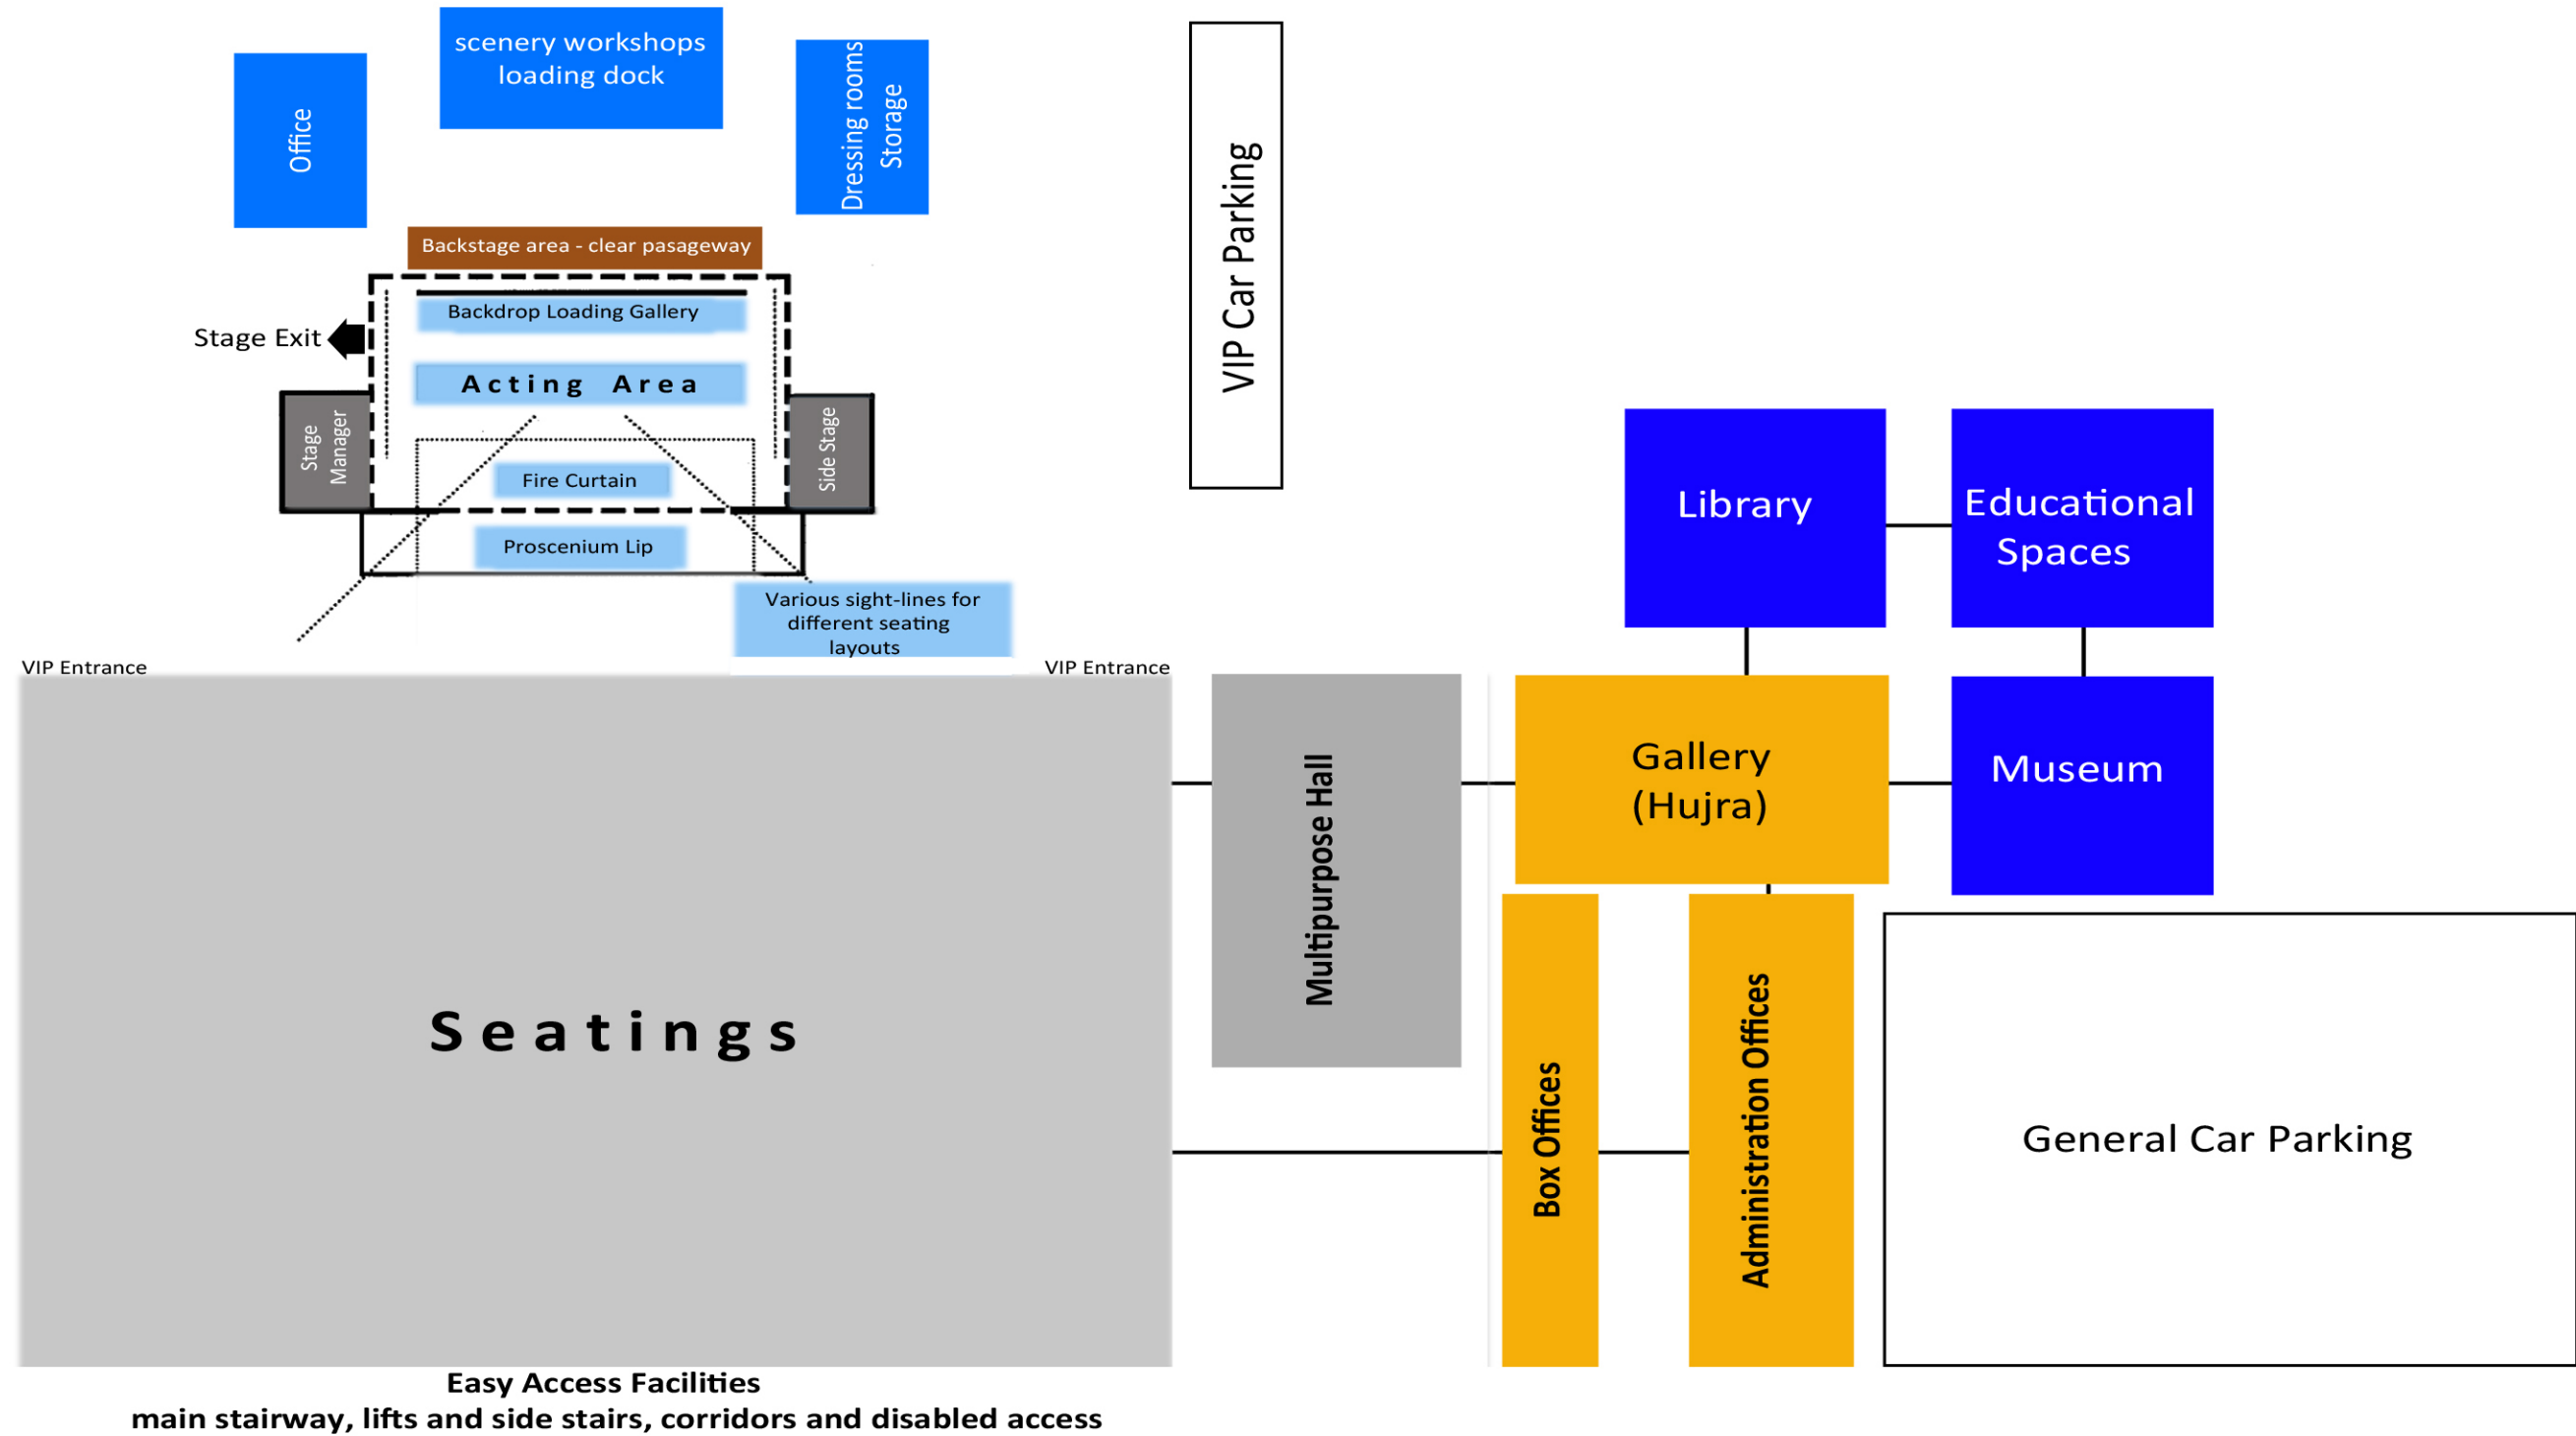 scenery workshops
loading dock
Office
Dressing rooms
Storage
VIP Car Parking
Backstage area - clear pasageway
Backdrop Loading Gallery
Stage Exit
Acting Area
Stage
Manager
Side Stage
Fire Curtain
Proscenium Lip
Various sight-lines for
different seating
layouts
VIP Entrance
VIP Entrance
Library
Educational
Spaces
Multipurpose Hall
Gallery
(Hujra)
Museum
Seatings
Box Offices
Administration Offices
General Car Parking
Easy Access Facilities
main stairway, lifts and side stairs, corridors and disabled access